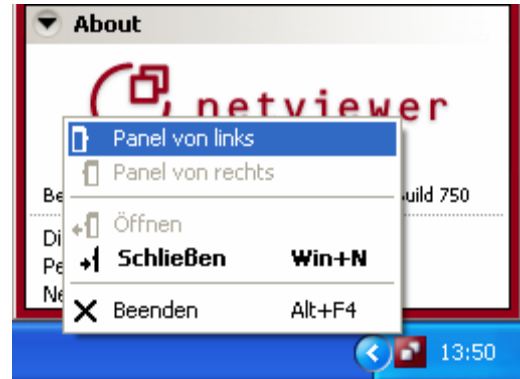 About
netviewer
Panel von links
Panel von rechts
Be uild 750
Öffnen
Di
Schließen Win+N
Pe
Ne
Beenden Alt+F4
13:50